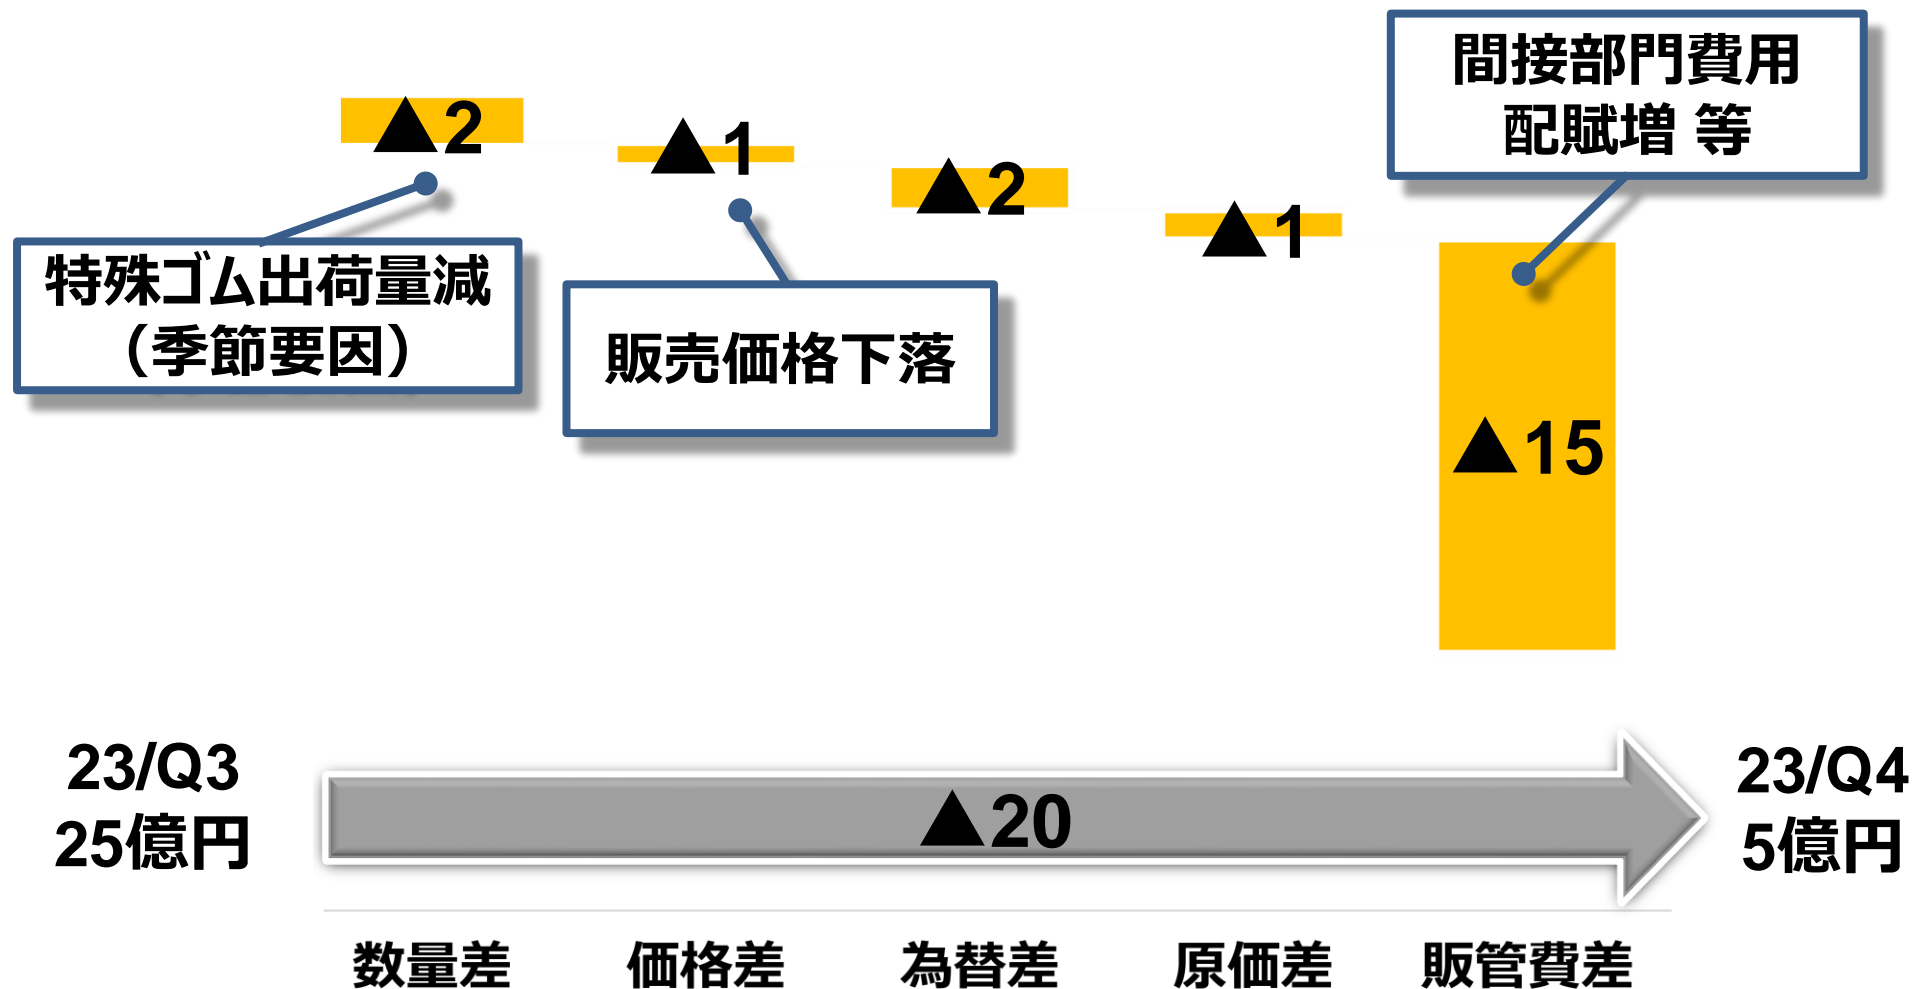 間接部門費用
配賦増 等
▲2
▲1
▲2
▲1
特殊ゴム出荷量減
（季節要因）
販売価格下落
▲15
23/Q3
25億円
▲20
23/Q4
5億円
数量差
価格差
為替差
原価差
販管費差